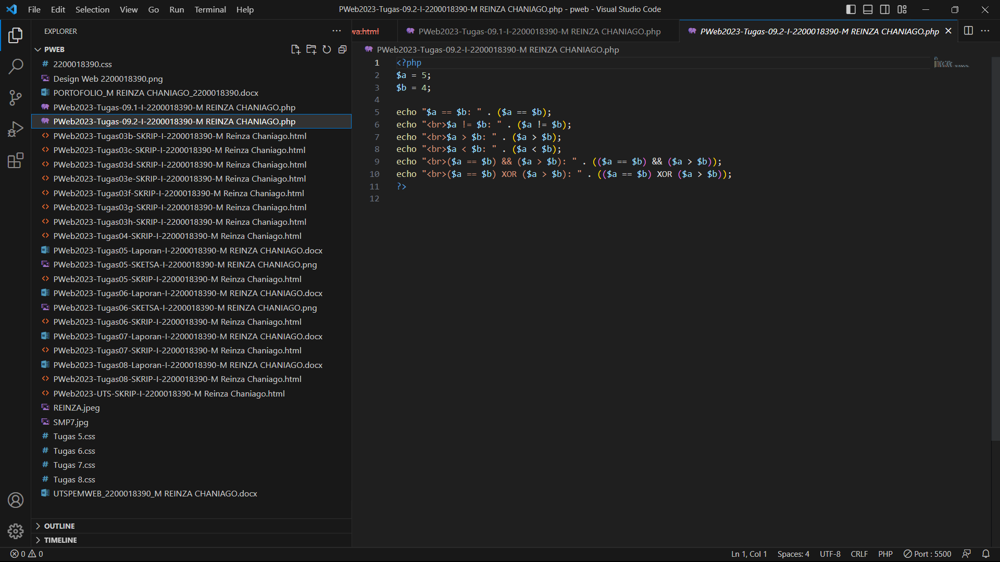 File Edit Selection View Go Run Terminal Help
PWeb2023-Tugas-09.2-I-2200018390-M REINZA CHANIAGO.php - pweb - Visual Studio Code
EXPLORER
PWEB
2200018390.css
Design Web 2200018390.png
PORTOFOLIO_M REINZA CHANIAGO_2200018390.docx
PWeb2023-Tugas-09.1-I-2200018390-M REINZA CHANIAGO.php
PWeb2023-Tugas-09.2-I-2200018390-M REINZA CHANIAGO.php
PWeb2023-Tugas03b-SKRIP-I-2200018390-M Reinza Chaniago.html
PWeb2023-Tugas03c-SKRIP-I-2200018390-M Reinza Chaniago.html
PWeb2023-Tugas03d-SKRIP-I-2200018390-M Reinza Chaniago.html
PWeb2023-Tugas03e-SKRIP-I-2200018390-M Reinza Chaniago.html
PWeb2023-Tugas03f-SKRIP-I-2200018390-M Reinza Chaniago.html
PWeb2023-Tugas03g-SKRIP-I-2200018390-M Reinza Chaniago.html
PWeb2023-Tugas03h-SKRIP-I-2200018390-M Reinza Chaniago.html
PWeb2023-Tugas04-SKRIP-I-2200018390-M Reinza Chaniago.html
PWeb2023-Tugas05-Laporan-I-2200018390-M REINZA CHANIAGO.docx
PWeb2023-Tugas05-SKETSA-I-2200018390-M REINZA CHANIAGO.png
PWeb2023-Tugas05-SKRIP-I-2200018390-M Reinza Chaniago.html
PWeb2023-Tugas06-Laporan-I-2200018390-M REINZA CHANIAGO.docx
PWeb2023-Tugas06-SKETSA-I-2200018390-M REINZA CHANIAGO.png
PWeb2023-Tugas06-SKRIP-I-2200018390-M Reinza Chaniago.html
PWeb2023-Tugas07-Laporan-I-2200018390-M REINZA CHANIAGO.docx
PWeb2023-Tugas07-SKRIP-I-2200018390-M Reinza Chaniago.html
PWeb2023-Tugas08-Laporan-I-2200018390-M REINZA CHANIAGO.docx
PWeb2023-Tugas08-SKRIP-I-2200018390-M Reinza Chaniago.html
PWeb2023-UTS-SKRIP-I-2200018390-M Reinza Chaniago.html
REINZA.jpeg
SMP7.jpg
Tugas 5.css
Tugas 6.css
Tugas 7.css
Tugas 8.css
UTSPEMWEB_2200018390_M REINZA CHANIAGO.docx
OUTLINE
TIMELINE
wa.html
PWeb2023-Tugas-09.1-I-2200018390-M REINZA CHANIAGO.php
PWeb2023-Tugas-09.2-I-2200018390-M REINZA CHANIAGO.php
PWeb2023-Tugas-09.2-I-2200018390-M REINZA CHANIAGO.php
1 <?php
2 $a = 5;
3 $b = 4;
4
5 echo "$a == $b: " . ($a == $b);
6 echo "<br>$a != $b: " . ($a != $b);
7 echo "<br>$a > $b: " . ($a > $b);
8 echo "<br>$a < $b: " . ($a < $b);
9 echo "<br>($a == $b) && ($a > $b): " . (($a == $b) && ($a > $b));
10 echo "<br>($a == $b) XOR ($a > $b): " . (($a == $b) XOR ($a > $b));
11 ?>
12
0 0
Ln 1, Col 1 Spaces: 4 UTF-8 CRLF PHP Port : 5500